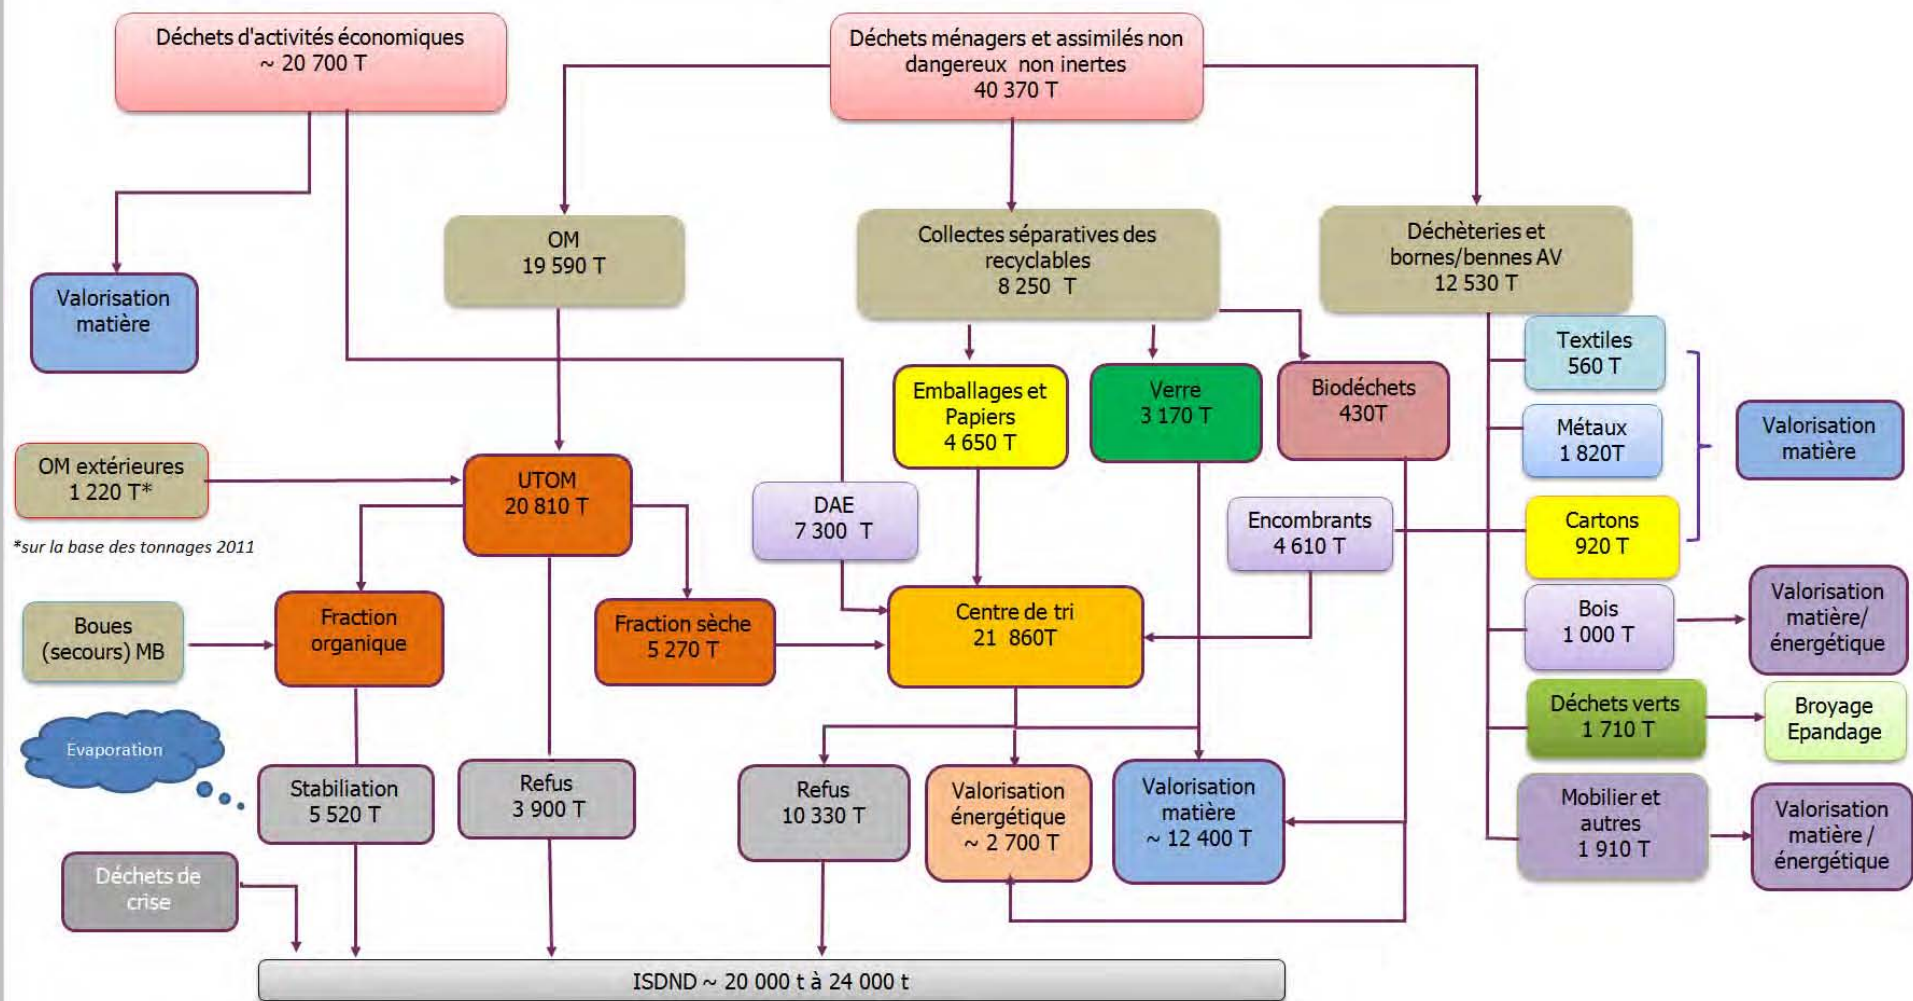 Déchets d'activités économiques
~ 20 700 T
Déchets ménagers et assimilés non
dangereux non inertes
40 370 T
OM
19 590 T
Collectes séparatives des
recyclables
8 250 T
Déchèteries et
bornes/bennes AV
12 530 T
Valorisation
matière
Textiles
560 T
Emballages et
Papiers
4 650 T
Verre
3 170 T
Biodéchets
430T
Métaux
1 820T
Valorisation
matière
OM extérieures
1 220 T*
*sur la base des tonnages 2011
UTOM
20 810 T
DAE
7 300 T
Encombrants
4 610 T
Cartons
920 T
Boues
(secours) MB
Fraction
organique
Fraction sèche
5 270 T
Centre de tri
21 860T
Bois
1 000 T
Valorisation
matière/
énergétique
Déchets verts
1 710 T
Broyage
Epandage
Evaporation
Stabiliation
5 520 T
Refus
3 900 T
Refus
10 330 T
Valorisation
énergétique
~ 2 700 T
Valorisation
matière
~ 12 400 T
Mobilier et
autres
1 910 T
Valorisation
matière /
énergétique
Déchets de
crise
ISDND ~ 20 000 t à 24 000 t